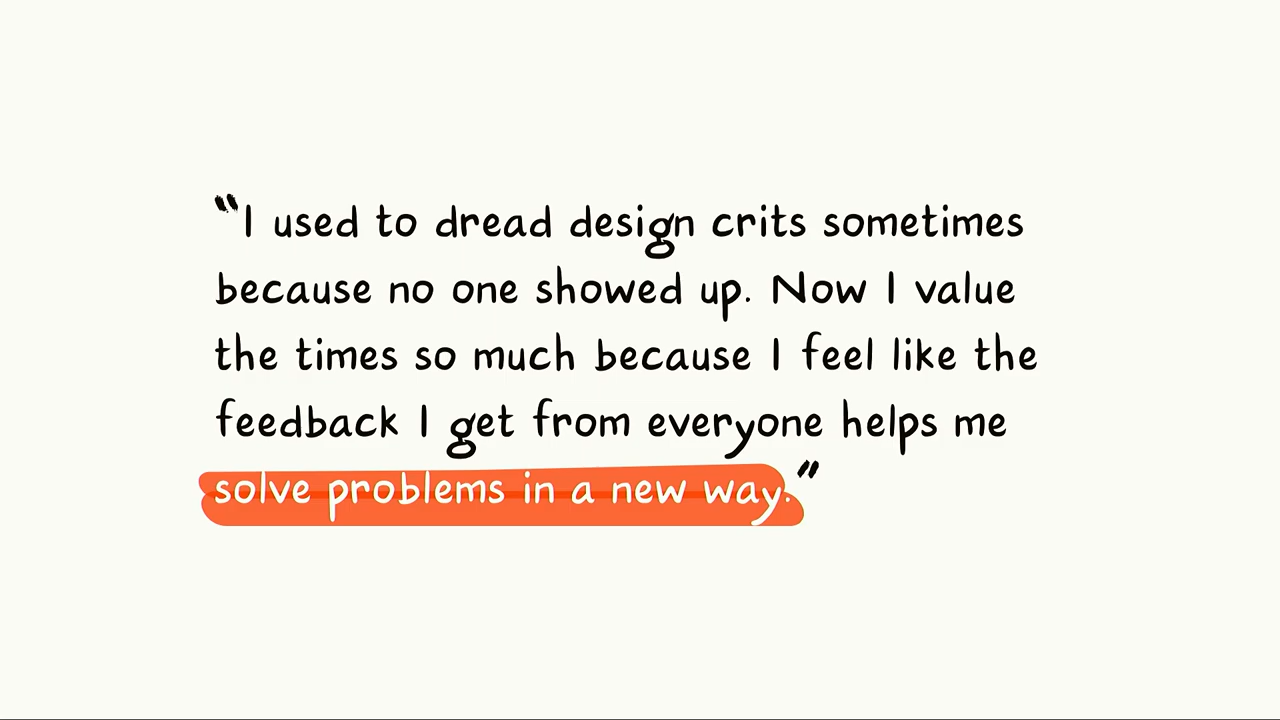 “I used to dread design crits sometimes
because no one showed up. Now I value
the times so much because I feel like the
feedback I get from everyone helps me
solve problems in a new way.”